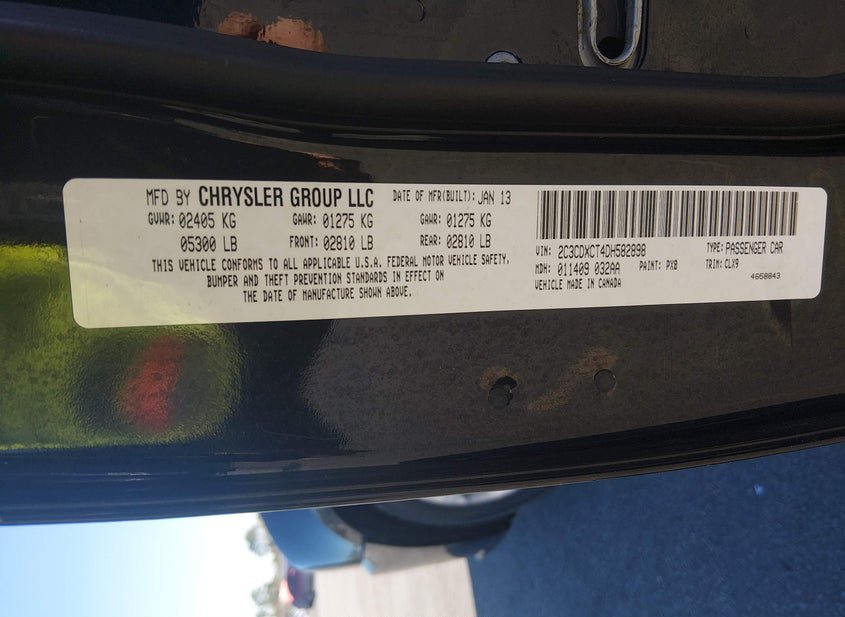 MFD BY CHRYSLER GROUP LLC DATE OF MFR(BUILT): JAN 13
GVWR: 02405 KG GAWR: 01275 KG GAWR: 01275 KG
05300 LB FRONT: 02810 LB REAR: 02810 LB
THIS VEHICLE CONFORMS TO ALL APPLICABLE U.S.A. FEDERAL MOTOR VEHICLE SAFETY,
BUMPER AND THEFT PREVENTION STANDARDS IN EFFECT ON
THE DATE OF MANUFACTURE SHOWN ABOVE.
VIN: 2C3CDXCT4DH582898 TYPE: PASSENGER CAR
MDH: 011409 032AA PAINT: PX8 TRIM: CLX9
VEHICLE MADE IN CANADA 4658843